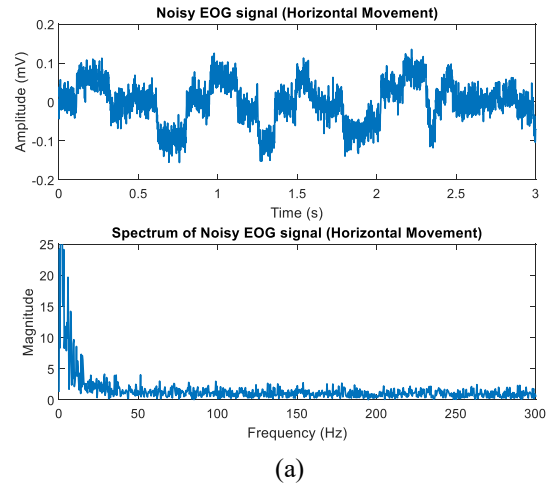 Noisy EOG signal (Horizontal Movement)
0.2
0.1
0
-0.1
-0.2
Amplitude (mV)
0 0.5 1 1.5 2 2.5 3
Time (s)
Spectrum of Noisy EOG signal (Horizontal Movement)
25
20
15
10
5
0
Magnitude
0 50 100 150 200 250 300
Frequency (Hz)
(a)